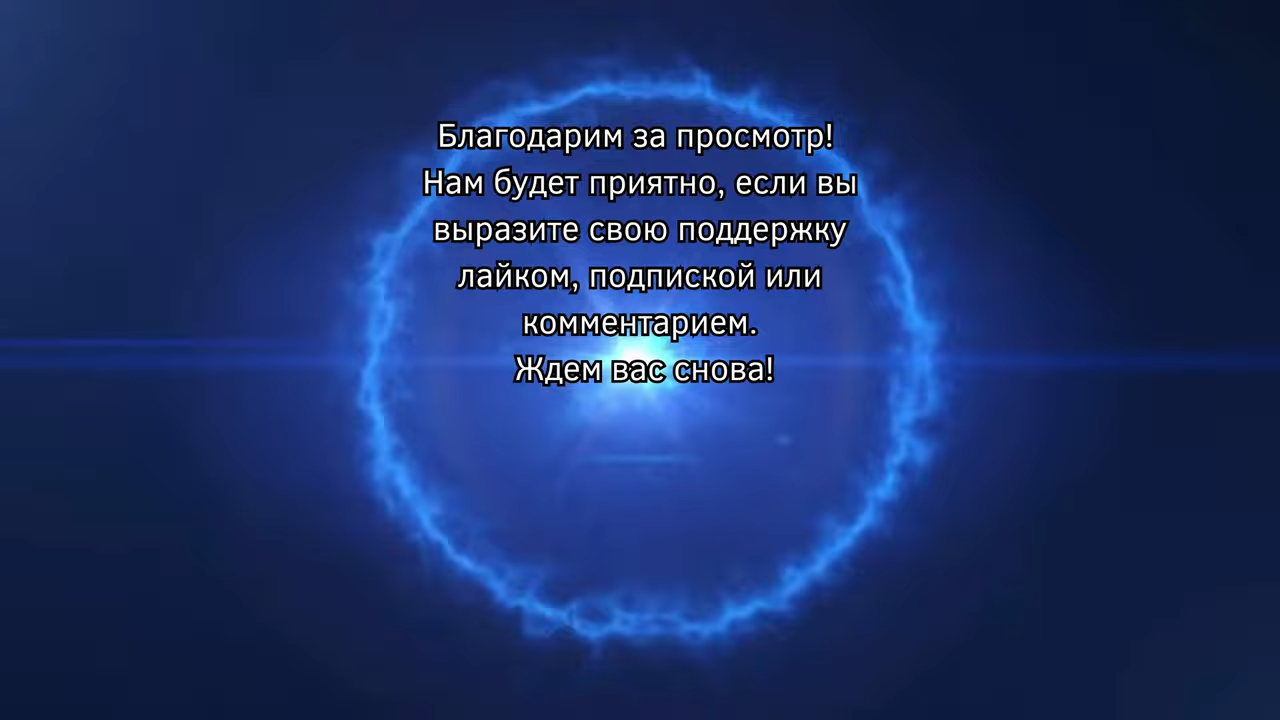 Благодарим за просмотр!
Нам будет приятно, если вы
выразите свою поддержку
лайком, подпиской или
комментарием.
Ждем вас снова!